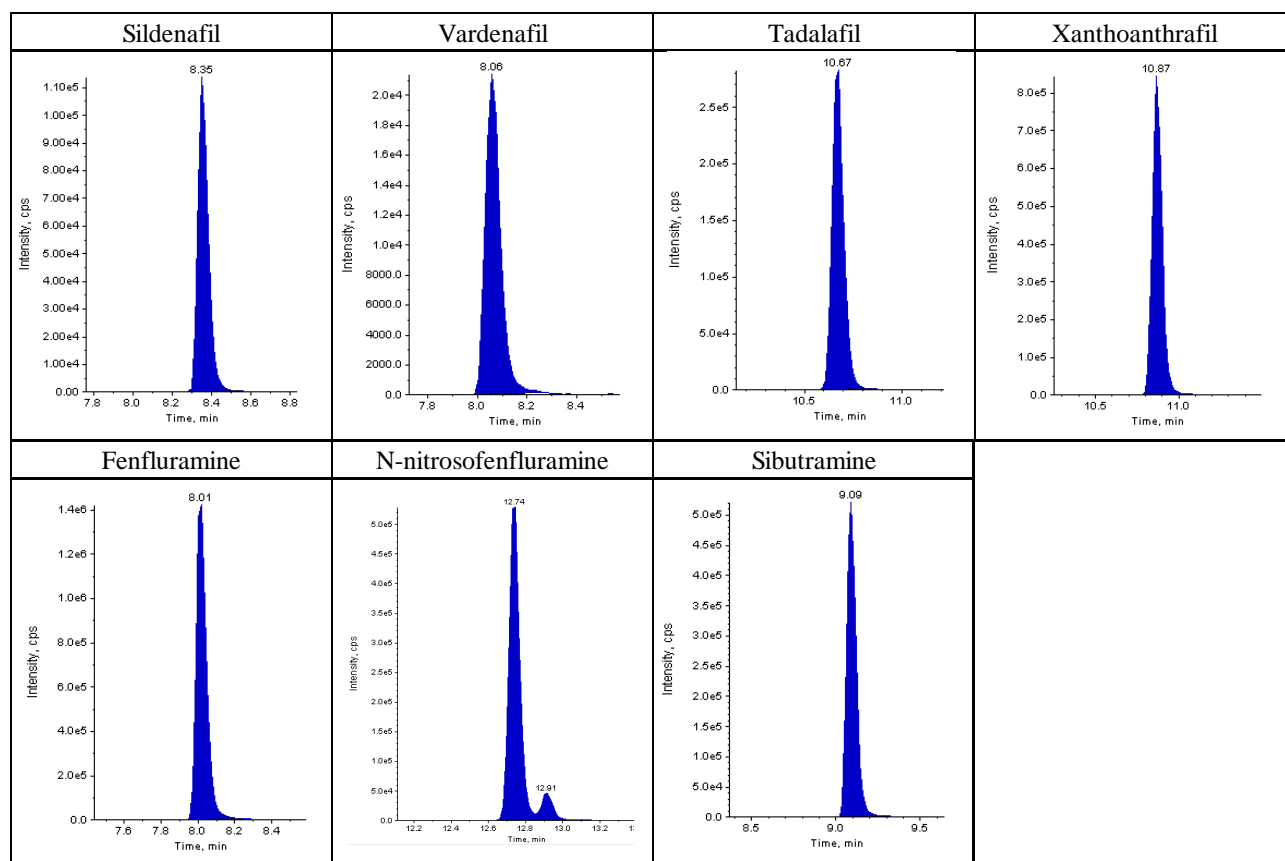 Sildenafil
Vardenafil
Tadalafil
Xanthoanthrafil
8.35
1.10e5
1.00e5
9.00e4
8.00e4
7.00e4
6.00e4
5.00e4
4.00e4
3.00e4
2.00e4
1.00e4
0.00
Intensity, cps
7.8 8.0 8.2 8.4 8.6 8.8
Time, min
8.06
2.0e4
1.8e4
1.6e4
1.4e4
1.2e4
1.0e4
8000.0
6000.0
4000.0
2000.0
0.0
Intensity, cps
7.8 8.0 8.2 8.4
Time, min
10.67
2.5e5
2.0e5
1.5e5
1.0e5
5.0e4
0.0
Intensity, cps
10.5 11.0
Time, min
10.87
8.0e5
7.0e5
6.0e5
5.0e5
4.0e5
3.0e5
2.0e5
1.0e5
0.0
Intensity, cps
10.5 11.0
Time, min
Fenfluramine
N-nitrosofenfluramine
Sibutramine
8.01
1.4e6
1.2e6
1.0e6
8.0e5
6.0e5
4.0e5
2.0e5
0.0
Intensity, cps
7.6 7.8 8.0 8.2 8.4
Time, min
12.74
5.0e5
4.5e5
4.0e5
3.5e5
3.0e5
2.5e5
2.0e5
1.5e5
1.0e5
5.0e4
0.0
Intensity, cps
12.91
12.2 12.4 12.6 12.8 13.0 13.2
Time, min
9.09
5.0e5
4.5e5
4.0e5
3.5e5
3.0e5
2.5e5
2.0e5
1.5e5
1.0e5
5.0e4
0.0
Intensity, cps
8.5 9.0 9.5
Time, min